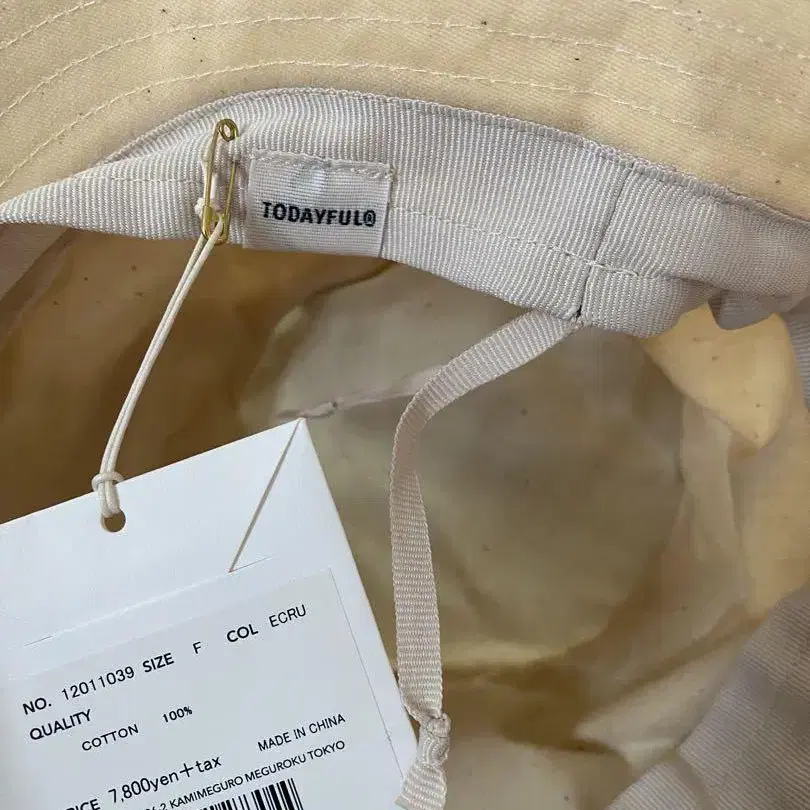 TODAYFUL®
NO. 12011039 SIZE F COL ECRU
QUALITY
COTTON 100%
MADE IN CHINA
7,800yen+tax
KAMIMEGURO MEGUROKU TOKYO